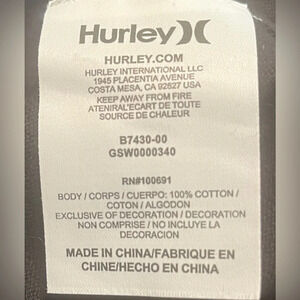 Hurley
HURLEY.COM
HURLEY INTERNATIONAL LLC
1945 PLACENTIA AVENUE
COSTA MESA, CA 92627 USA
KEEP AWAY FROM FIRE
ATENIRAL'ECART DE TOUTE
SOURCE DE CHALEUR
B7430-00
GSW0000340
RN#100691
BODY / CORPS / CUERPO: 100% COTTON /
COTON / ALGODON
EXCLUSIVE OF DECORATION / DECORATION
NON COMPRISE / NO INCLUYE LA
DECORACION
MADE IN CHINA/FABRIQUE EN
CHINE/HECHO EN CHINA